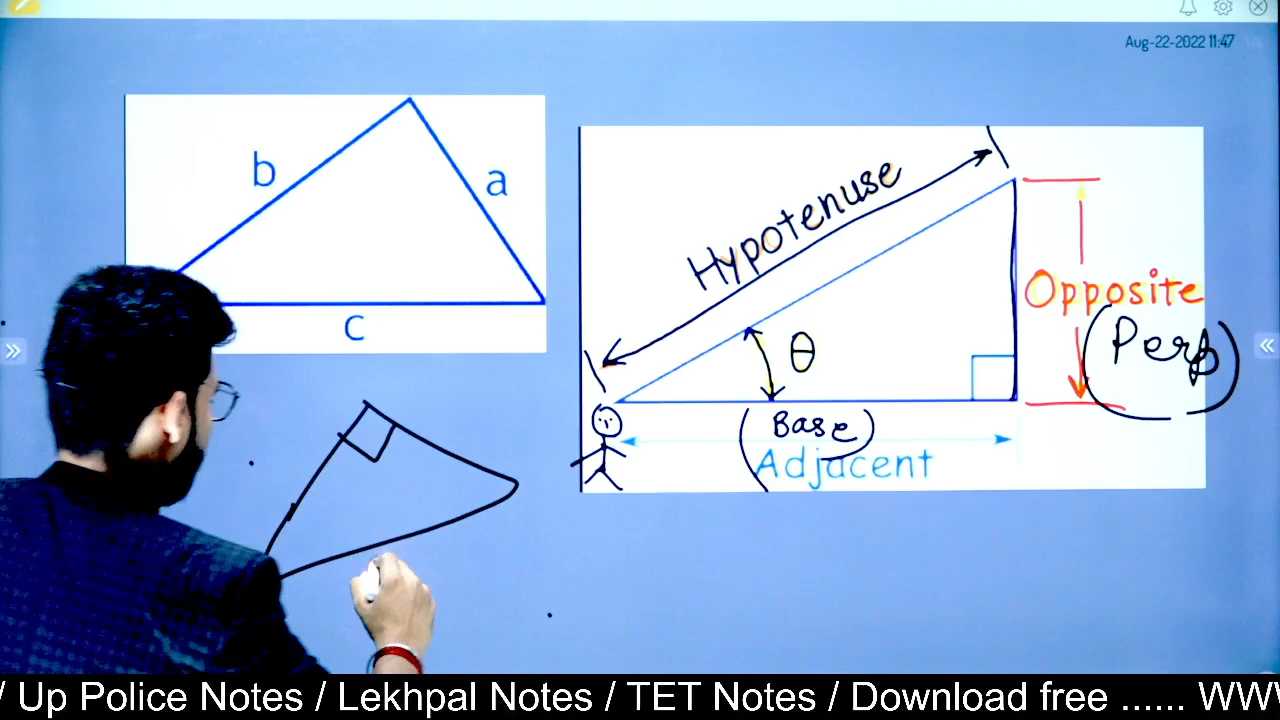 Aug-22-2022 11:47
b
a
c
Hypotenuse
θ
Opposite
(Perp)
(Base)
Adjacent
/ Up Police Notes / Lekhpal Notes / TET Notes / Download free ...... WWW